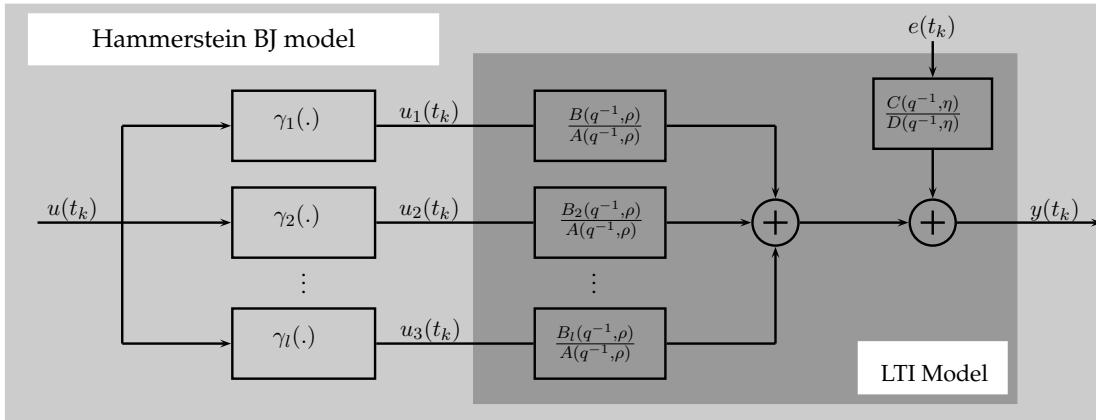 Hammerstein BJ model
e(t_k)
γ_1(.)
u_1(t_k)
B(q^{-1},ρ)
A(q^{-1},ρ)
C(q^{-1},η)
D(q^{-1},η)
u(t_k)
γ_2(.)
u_2(t_k)
B_2(q^{-1},ρ)
A(q^{-1},ρ)
+
+
y(t_k)
⋮
⋮
γ_l(.)
u_3(t_k)
B_l(q^{-1},ρ)
A(q^{-1},ρ)
LTI Model